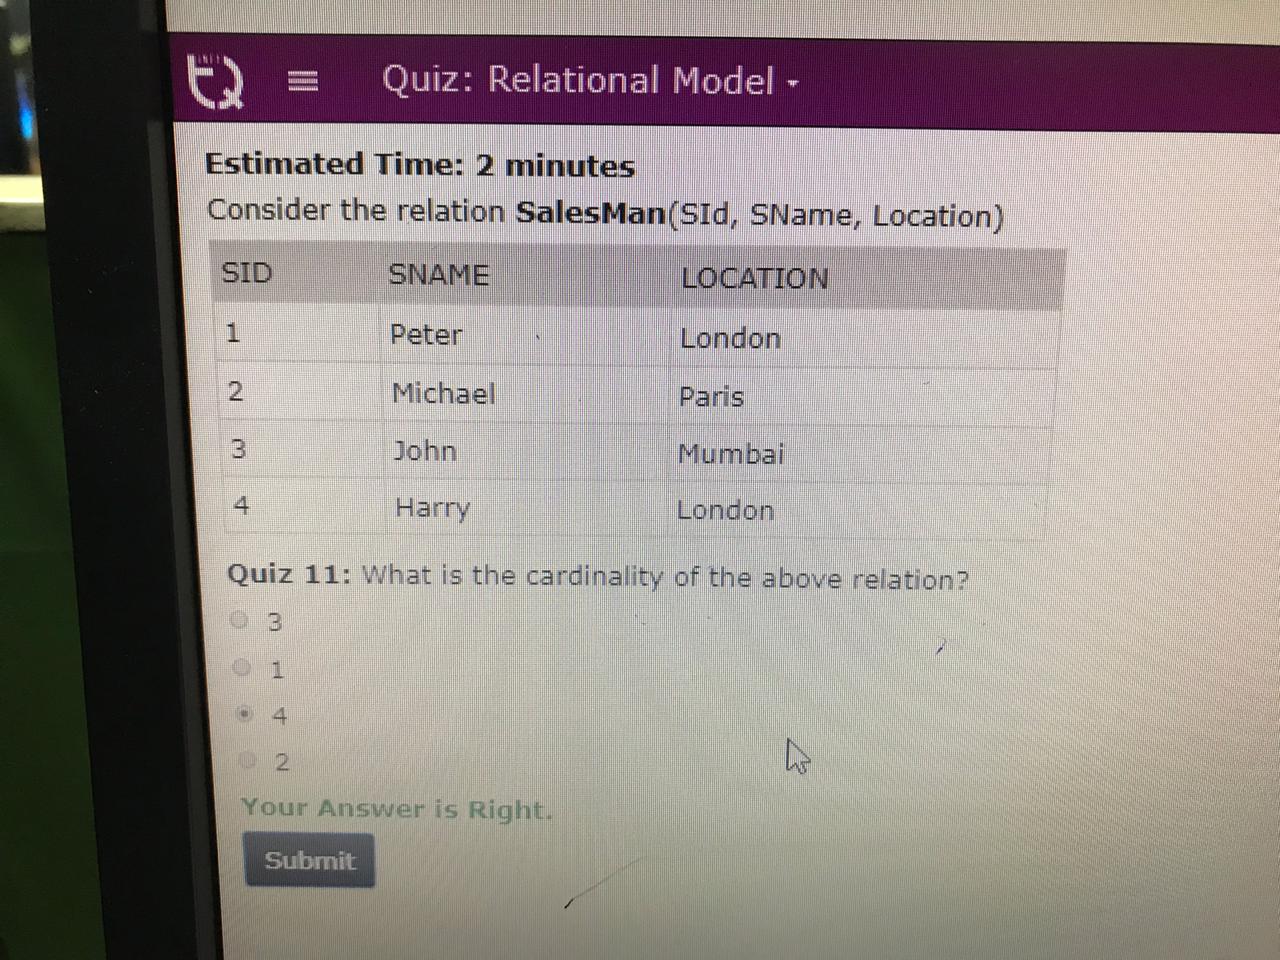 Quiz: Relational Model
Estimated Time: 2 minutes
Consider the relation SalesMan(SId, SName, Location)
SID SNAME LOCATION
1 Peter London
2 Michael Paris
3 John Mumbai
4 Harry London
Quiz 11: What is the cardinality of the above relation?
3
1
4
2
Your Answer is Right.
Submit